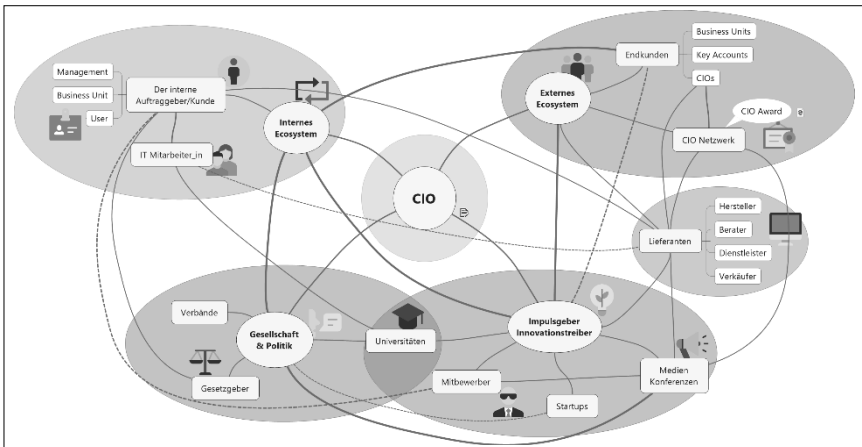 Management
Business Unit
User
Der interne
Auftraggeber/Kunde
IT Mitarbeiter_in
Internes
Ecosystem
Externes
Ecosystem
Endkunden
Business Units
Key Accounts
CIOs
CIO Award
CIO Netzwerk
CIO
Lieferanten
Hersteller
Berater
Dienstleister
Verkäufer
Verbände
Gesellschaft
& Politik
Gesetzgeber
Universitäten
Impulsgeber
Innovationstreiber
Mitbewerber
Startups
Medien
Konferenzen